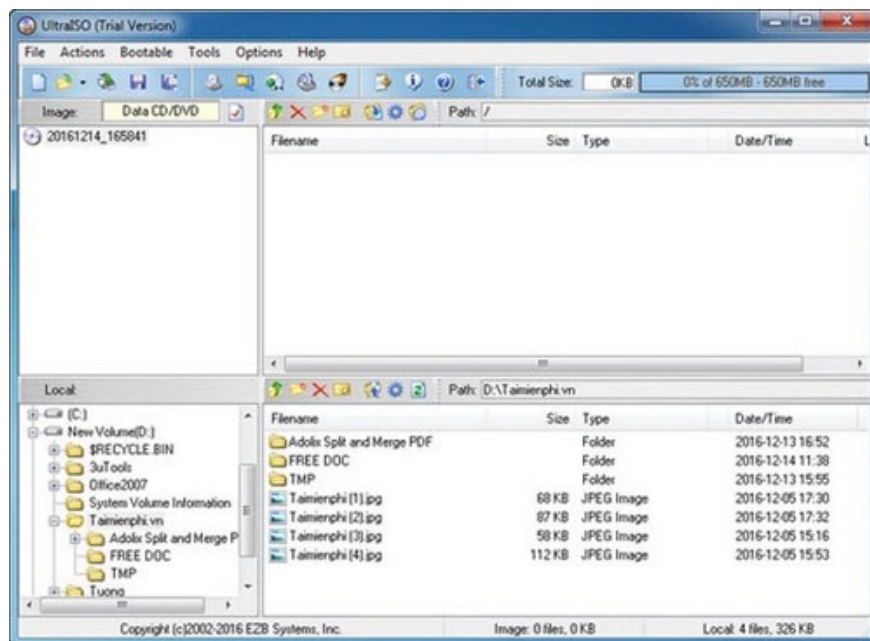 UltraISO (Trial Version)
File Actions Bootable Tools Options Help
Total Size: 0KB 0% of 650MB - 650MB free
Image: Data CD/DVD Path: /
20161214_165841
Filename Size Type Date/Time L
Local: Path: D:\Taimienphi.vn
(C:)
New Volume(D:)
$RECYCLE.BIN
3uTools
Office2007
System Volume Information
Taimienphi.vn
Adolix Split and Merge P
FREE DOC
TMP
Tuong
Filename Size Type Date/Time
Adolix Split and Merge PDF Folder 2016-12-13 16:52
FREE DOC Folder 2016-12-14 11:38
TMP Folder 2016-12-13 15:55
Taimienphi (1).jpg 68 KB JPEG Image 2016-12-05 17:30
Taimienphi (2).jpg 87 KB JPEG Image 2016-12-05 17:32
Taimienphi (3).jpg 58 KB JPEG Image 2016-12-05 15:16
Taimienphi (4).jpg 112 KB JPEG Image 2016-12-05 15:53
Copyright (c)2002-2016 EZB Systems, Inc. Image: 0 files, 0 KB Local: 4 files, 326 KB